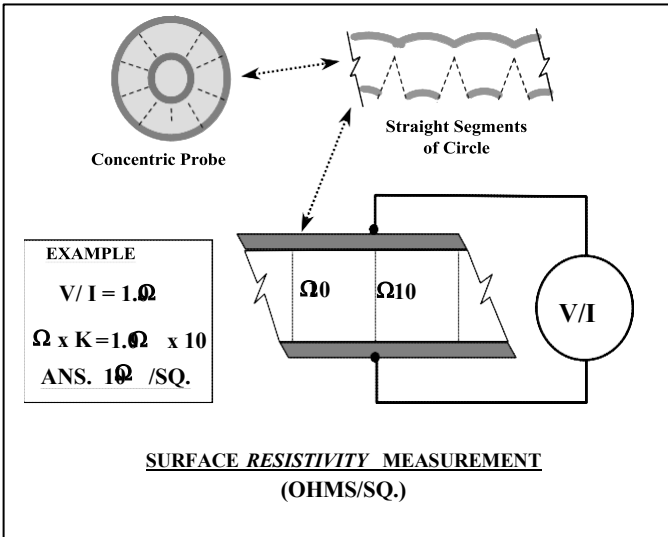 Concentric Probe
Straight Segments
of Circle
EXAMPLE
V/ I = 1.0Ω
Ω x K =1.0Ω x 10
ANS. 10Ω /SQ.
Ω10
Ω10
V/I
SURFACE RESISTIVITY MEASUREMENT
(OHMS/SQ.)